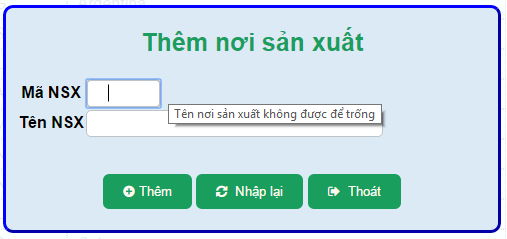 Thêm nơi sản xuất
Mã NSX
Tên nơi sản xuất không được để trống
Tên NSX
Thêm Nhập lại Thoát